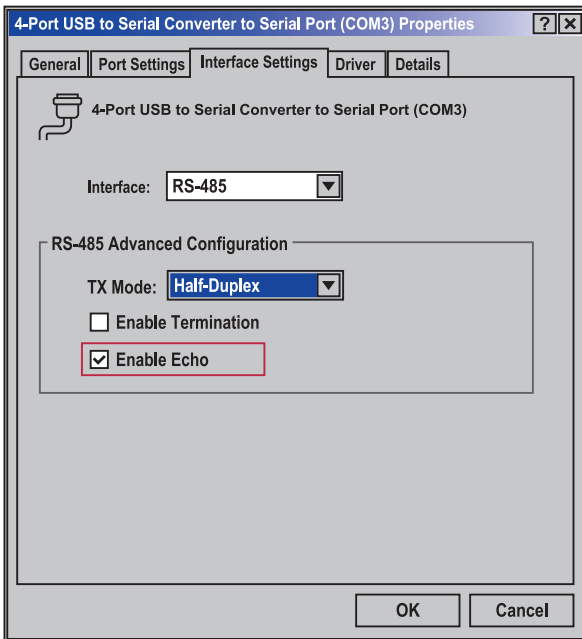 4-Port USB to Serial Converter to Serial Port (COM3) Properties ? ×
General Port Settings Interface Settings Driver Details
4-Port USB to Serial Converter to Serial Port (COM3)
Interface: RS-485
RS-485 Advanced Configuration
TX Mode: Half-Duplex
Enable Termination
Enable Echo
OK Cancel